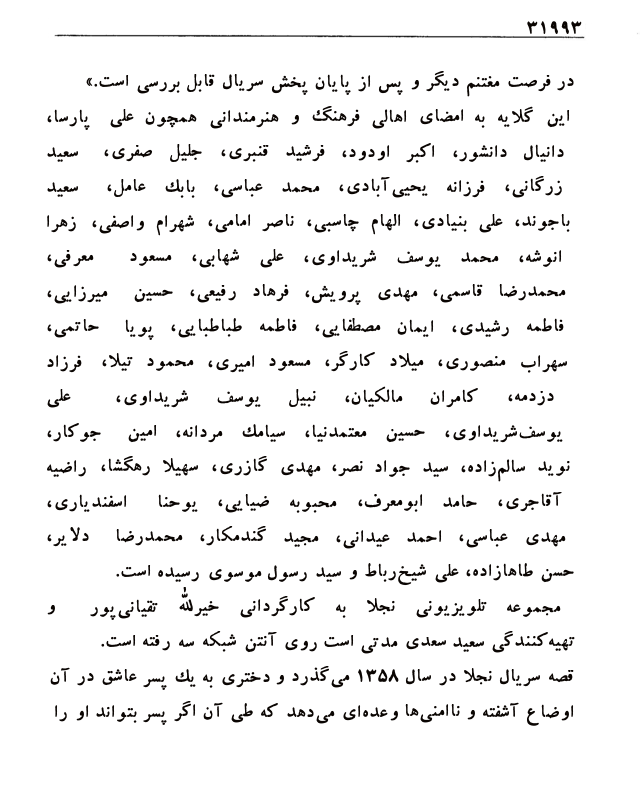 ۳۱۹۹۳
در فرصت مغتنم دیگر و پس از پایان پخش سریال قابل بررسی است.»
این گلایه به امضای اهالی فرهنگ و هنرمندانی همچون علی پارسا،
دانیال دانشور، اکبر اودود، فرشید قنبری، جلیل صفری، سعید
زرگانی، فرزانه یحیی‌آبادی، محمد عباسی، بابك عامل، سعید
باجوند، علی بنیادی، الهام چاسبی، ناصر امامی، شهرام واصفی، زهرا
انوشه، محمد یوسف شریداوی، علی شهابی، مسعود معرفی،
محمدرضا قاسمی، مهدی پرویش، فرهاد رفیعی، حسین میرزایی،
فاطمه رشیدی، ایمان مصطفایی، فاطمه طباطبایی، پویا حاتمی،
سهراب منصوری، میلاد کارگر، مسعود امیری، محمود تیلا، فرزاد
دزدمه، کامران مالکیان، نبیل یوسف شریداوی، علی
یوسف‌شریداوی، حسین معتمدنیا، سیامك مردانه، امین جوکار،
نوید سالم‌زاده، سید جواد نصر، مهدی گازری، سهیلا رهگشا، راضیه
آقاجری، حامد ابومعرف، محبوبه ضیایی، یوحنا اسفندیاری،
مهدی عباسی، احمد عیدانی، مجید گندمکار، محمدرضا دلایر،
حسن طاهازاده، علی شیخ‌رباط و سید رسول موسوی رسیده است.
مجموعه تلویزیونی نجلا به کارگردانی خیرلله تقیانی‌پور و
تهیه‌کنندگی سعید سعدی مدتی است روی آنتن شبکه سه رفته است.
قصه سریال نجلا در سال ۱۳۵۸ می‌گذرد و دختری به یك پسر عاشق در آن
اوضاع آشفته و ناامنی‌ها وعده‌ای می‌دهد که طی آن اگر پسر بتواند او را